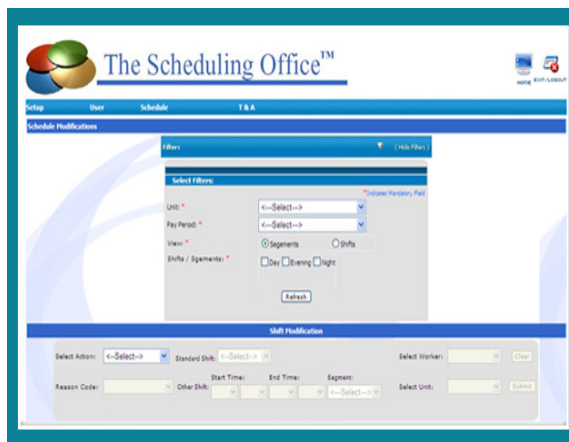 The Scheduling Office™
HOME EXIT/LOGOUT
Setup User Schedule T & A
Schedule Modifications
Filters (Hide Filters)
Select Filters:
*Indicates Mandatory Field
Unit: * <--Select-->
Pay Period: * <--Select-->
View: * Segements Shifts
Shifts / Sgements: * Day Evening Night
Refresh
Shift Modification
Select Action: <--Select--> Standard Shift: <--Select--> Select Worker: Clear
Start Time: End Time: Segment:
Reason Code: Other Shift: <--Select--> Select Unit: Submit